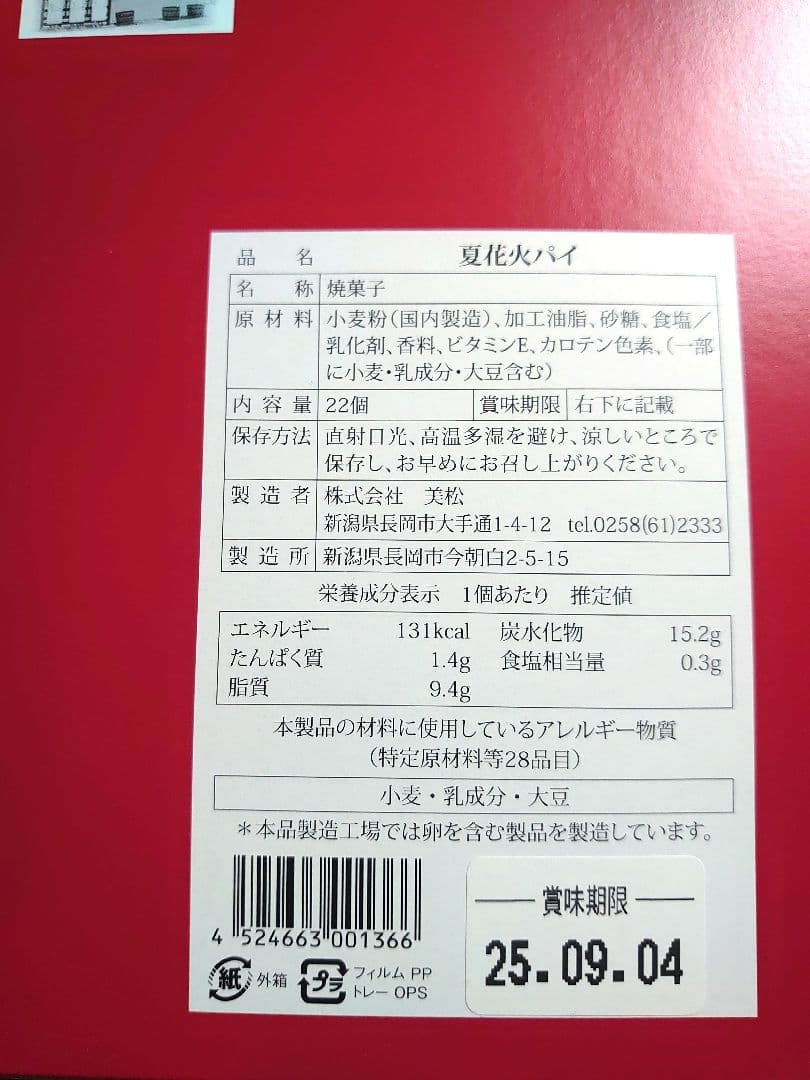 品名 夏花火パイ
名称 焼菓子
原材料 小麦粉（国内製造）、加工油脂、砂糖、食塩／
乳化剤、香料、ビタミンE、カロテン色素、（一部
に小麦・乳成分・大豆含む）
内容量 22個 賞味期限 右下に記載
保存方法 直射日光、高温多湿を避け、涼しいところで
保存し、お早めにお召し上がりください。
製造者 株式会社 美松
新潟県長岡市大手通1-4-12 tel.0258(61)2333
製造所 新潟県長岡市今朝白2-5-15
栄養成分表示 1個あたり 推定値
エネルギー 131kcal 炭水化物 15.2g
たんぱく質 1.4g 食塩相当量 0.3g
脂質 9.4g
本製品の材料に使用しているアレルギー物質
（特定原材料等28品目）
小麦・乳成分・大豆
＊本品製造工場では卵を含む製品を製造しています。
4 524663 001366
紙 外箱 プラ フィルム PP
トレー OPS
賞味期限
25.09.04